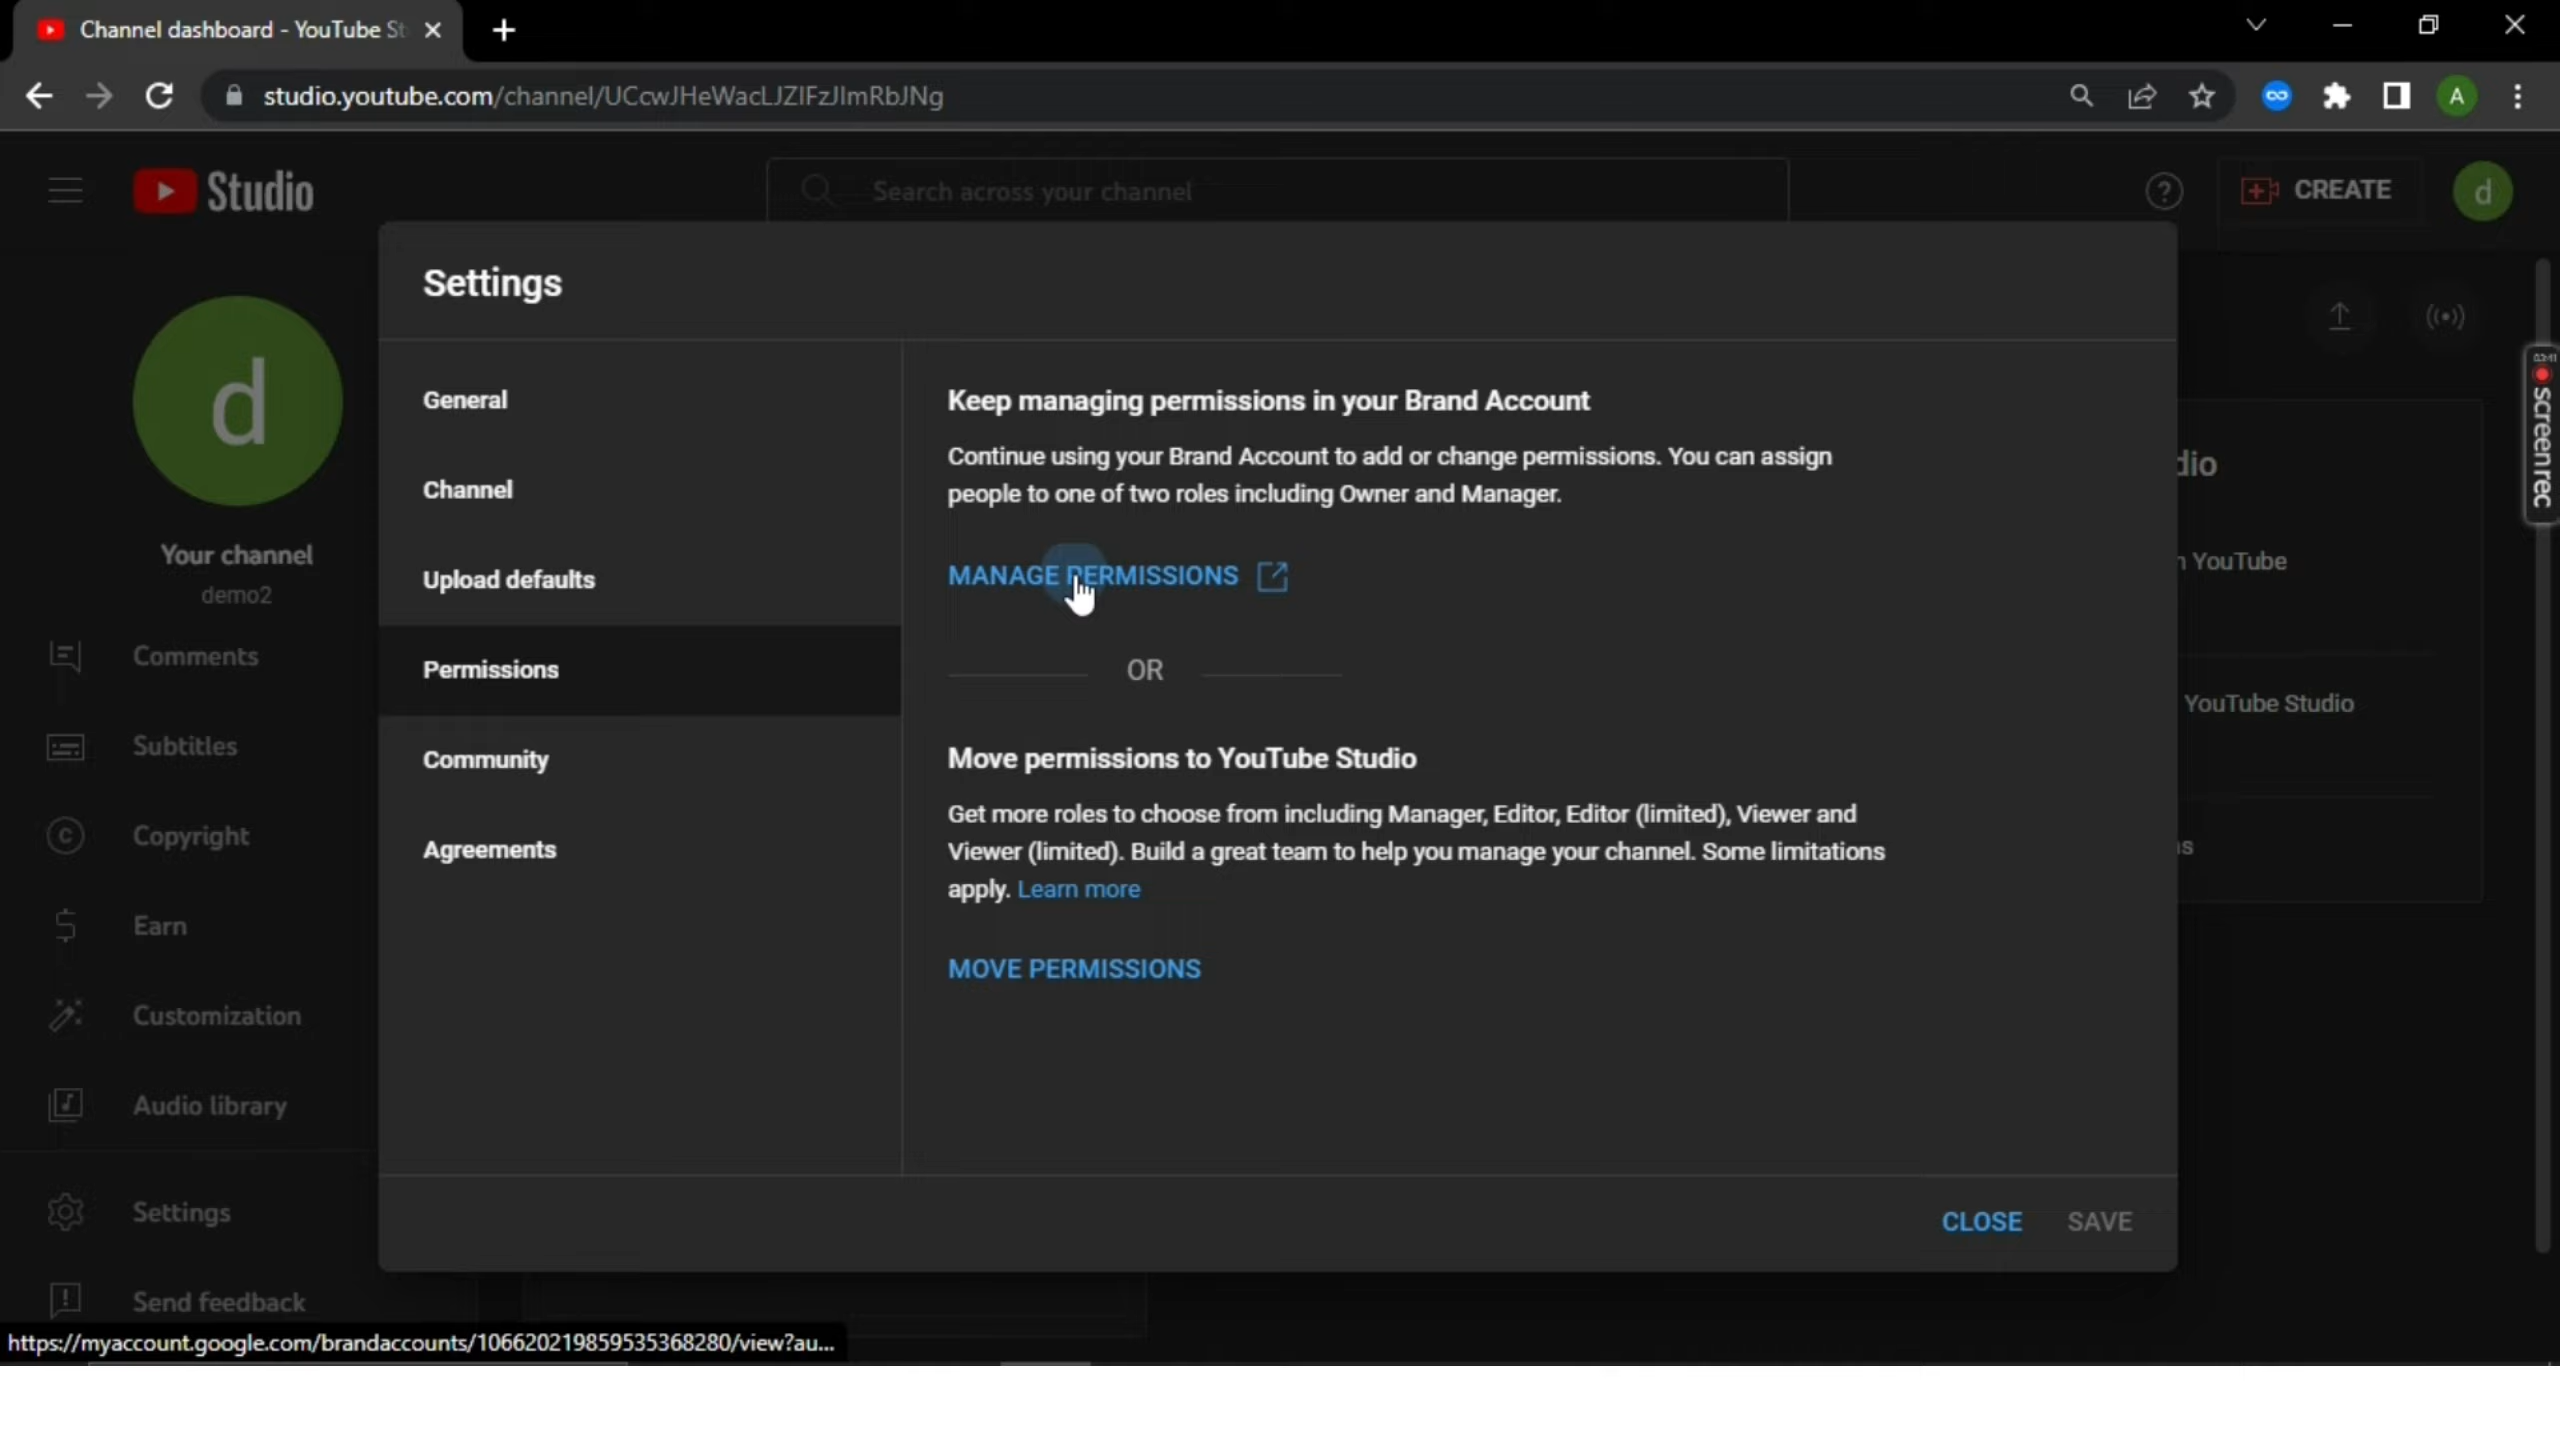 Channel dashboard - YouTube St
studio.youtube.com/channel/UCcwJHeWacLJZIFzJImRbJNg
A
Studio
Search across your channel
CREATE
d
Settings
d
Your channel
demo2
Comments
Subtitles
Copyright
Earn
Customization
Audio library
Settings
Send feedback
General
Channel
Upload defaults
Permissions
Community
Agreements
Keep managing permissions in your Brand Account
Continue using your Brand Account to add or change permissions. You can assign
people to one of two roles including Owner and Manager.
MANAGE PERMISSIONS
OR
Move permissions to YouTube Studio
Get more roles to choose from including Manager, Editor, Editor (limited), Viewer and
Viewer (limited). Build a great team to help you manage your channel. Some limitations
apply. Learn more
MOVE PERMISSIONS
CLOSE SAVE
dio
YouTube
YouTube Studio
screenrec
https://myaccount.google.com/brandaccounts/106620219859535368280/view?au...